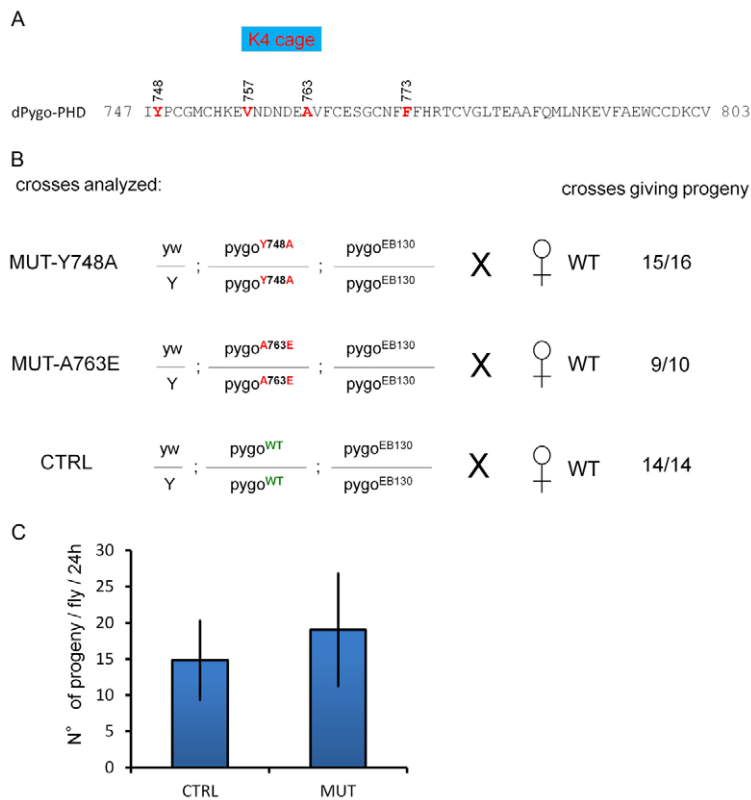 A
K4 cage
748 757 763 773
dPygo-PHD 747 IYPCGMCHKEVNDNDEAVFCESGCNFFFHRTCVGLTEAAFQMLNKEVFAEWCCDKCV 803
B
crosses analyzed:
crosses giving progeny
MUT-Y748A yw/Y ; pygoY748A/pygoY748A ; pygoEB130/pygoEB130 X ♀ WT 15/16
MUT-A763E yw/Y ; pygoA763E/pygoA763E ; pygoEB130/pygoEB130 X ♀ WT 9/10
CTRL yw/Y ; pygoWT/pygoWT ; pygoEB130/pygoEB130 X ♀ WT 14/14
C
N° of progeny / fly / 24h
30
25
20
15
10
5
0
CTRL MUT